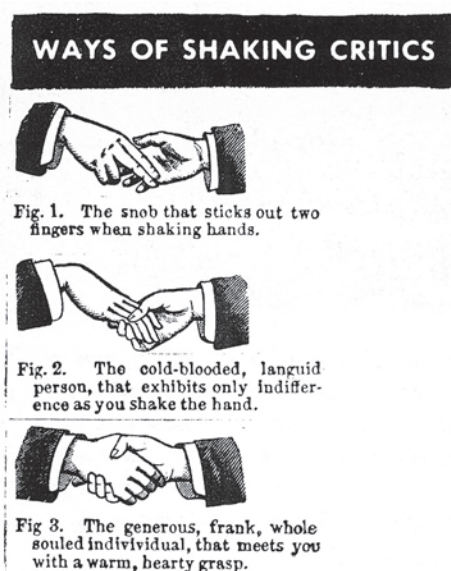 WAYS OF SHAKING CRITICS
Fig. 1. The snob that sticks out two
fingers when shaking hands.
Fig. 2. The cold-blooded, languid
person, that exhibits only indiffer-
ence as you shake the hand.
Fig 3. The generous, frank, whole
souled indivividual, that meets you
with a warm, hearty grasp.